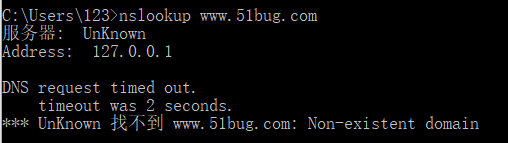 C:\Users\123>nslookup www.51bug.com
服务器:  UnKnown
Address:  127.0.0.1
DNS request timed out.
    timeout was 2 seconds.
*** UnKnown 找不到 www.51bug.com: Non-existent domain